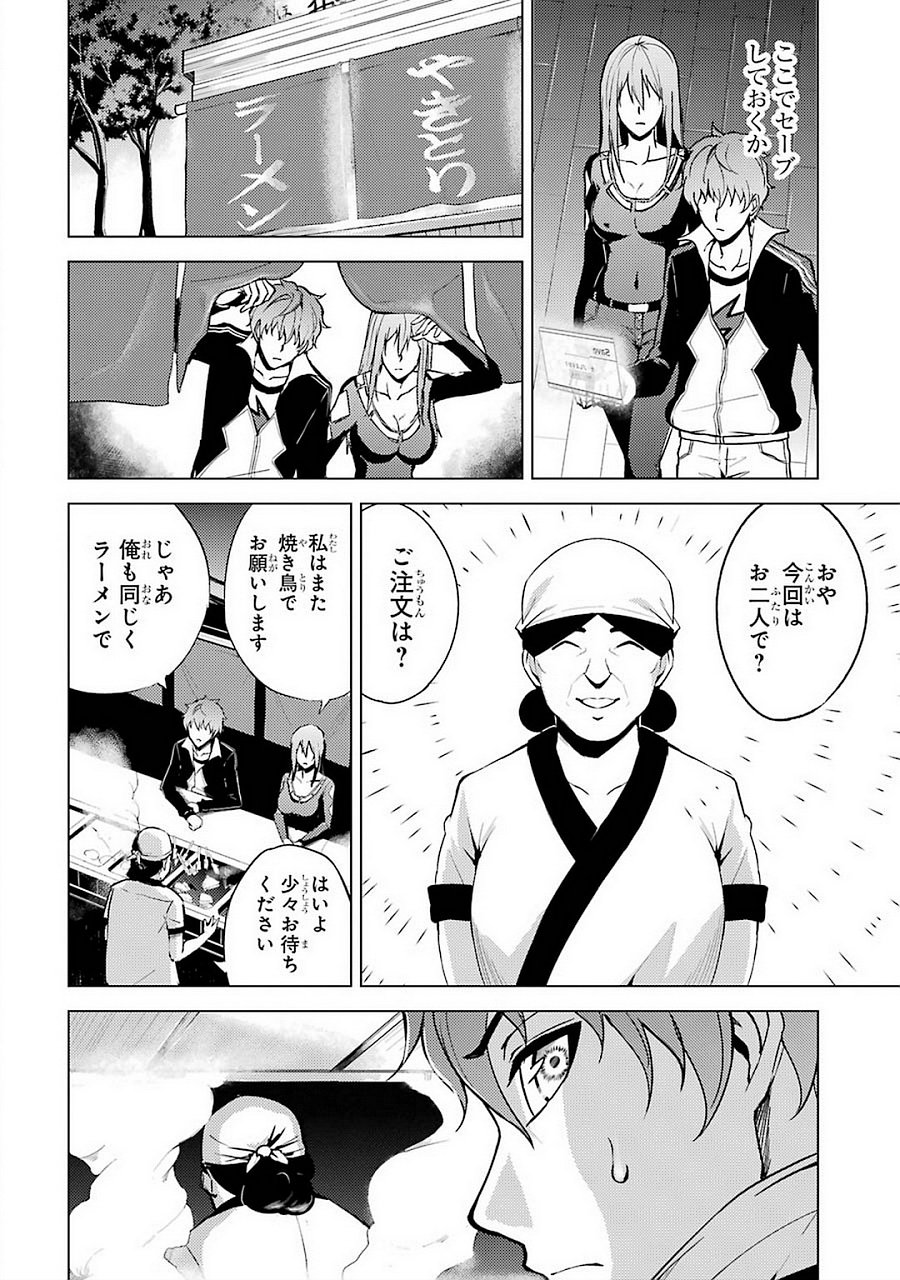 ここでセーブ
しておくか
Save
やきとり
ラーメン
おや
今回は
お二人で？
ご注文は？
私はまた
焼き鳥で
お願いします
じゃあ
俺も同じく
ラーメンで
はいよ
少々お待ち
ください